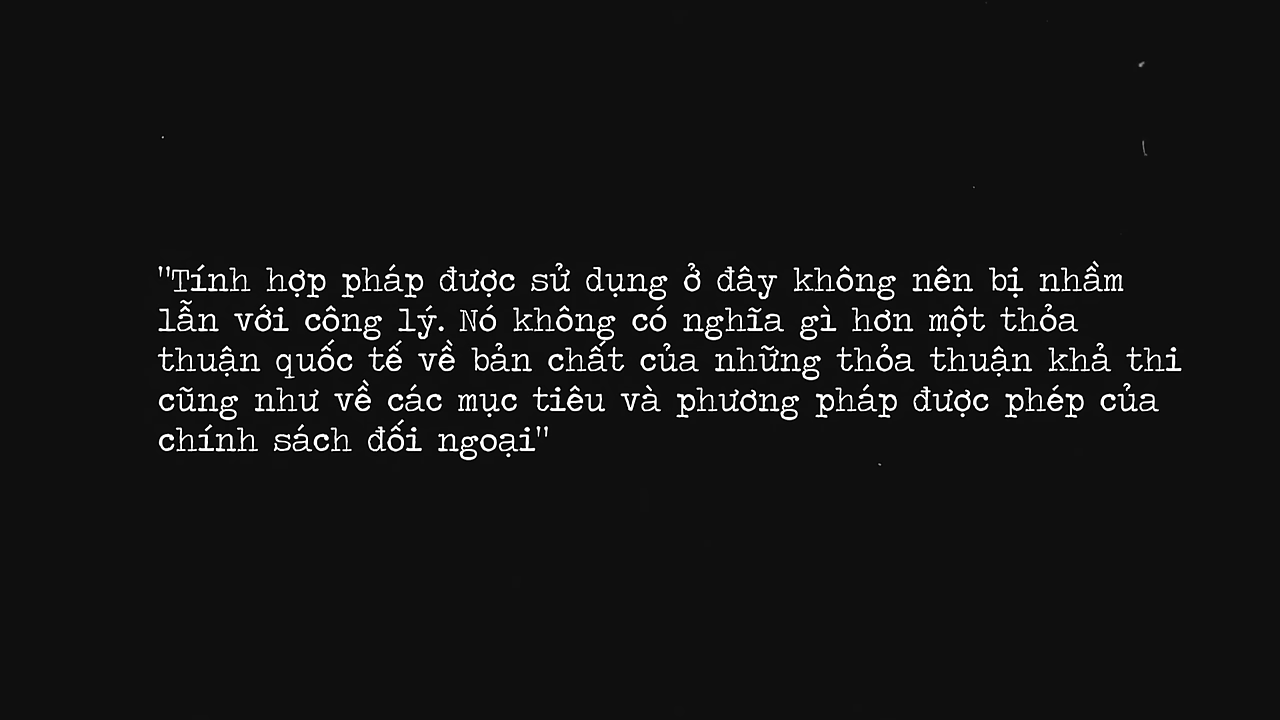 "Tính hợp pháp được sử dụng ở đây không nên bị nhầm
lẫn với công lý. Nó không có nghĩa gì hơn một thỏa
thuận quốc tế về bản chất của những thỏa thuận khả thi
cũng như về các mục tiêu và phương pháp được phép của
chính sách đối ngoại"